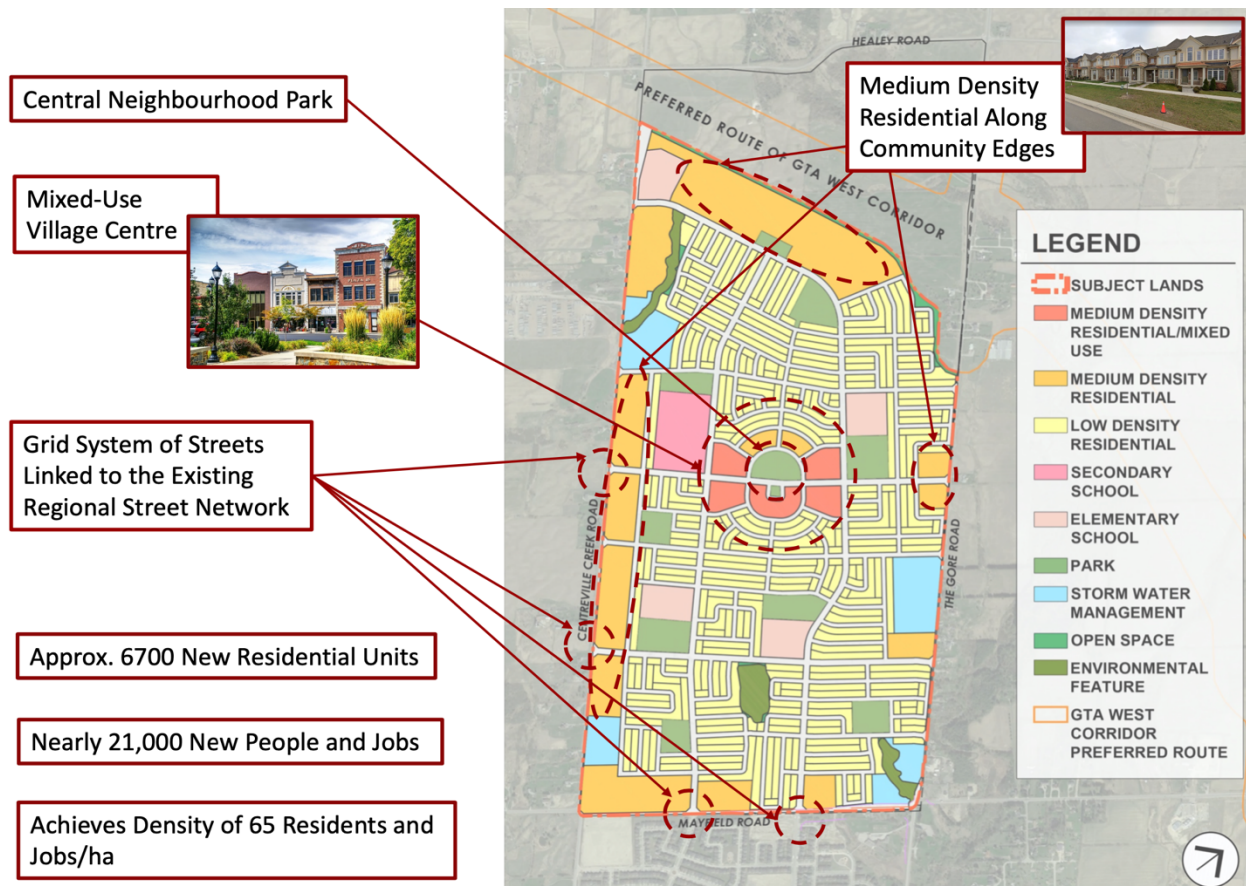 Central Neighbourhood Park
Mixed-Use
Village Centre
Grid System of Streets
Linked to the Existing
Regional Street Network
Approx. 6700 New Residential Units
Nearly 21,000 New People and Jobs
Achieves Density of 65 Residents and
Jobs/ha
HEALEY ROAD
PREFERRED ROUTE OF GTA WEST CORRIDOR
Medium Density
Residential Along
Community Edges
CENTREVILLE CREEK ROAD
THE GORE ROAD
MAYFIELD ROAD
LEGEND
SUBJECT LANDS
MEDIUM DENSITY
RESIDENTIAL/MIXED
USE
MEDIUM DENSITY
RESIDENTIAL
LOW DENSITY
RESIDENTIAL
SECONDARY
SCHOOL
ELEMENTARY
SCHOOL
PARK
STORM WATER
MANAGEMENT
OPEN SPACE
ENVIRONMENTAL
FEATURE
GTA WEST
CORRIDOR
PREFERRED ROUTE